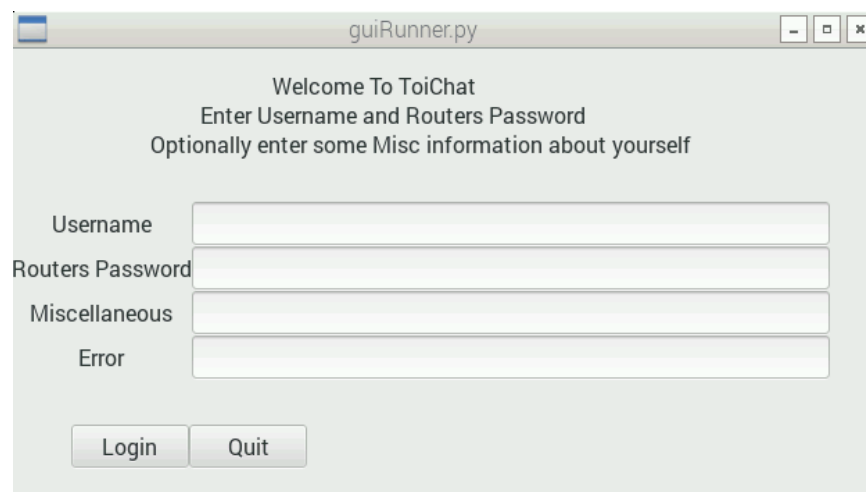 guiRunner.py
Welcome To ToiChat
Enter Username and Routers Password
Optionally enter some Misc information about yourself
Username
Routers Password
Miscellaneous
Error
Login Quit